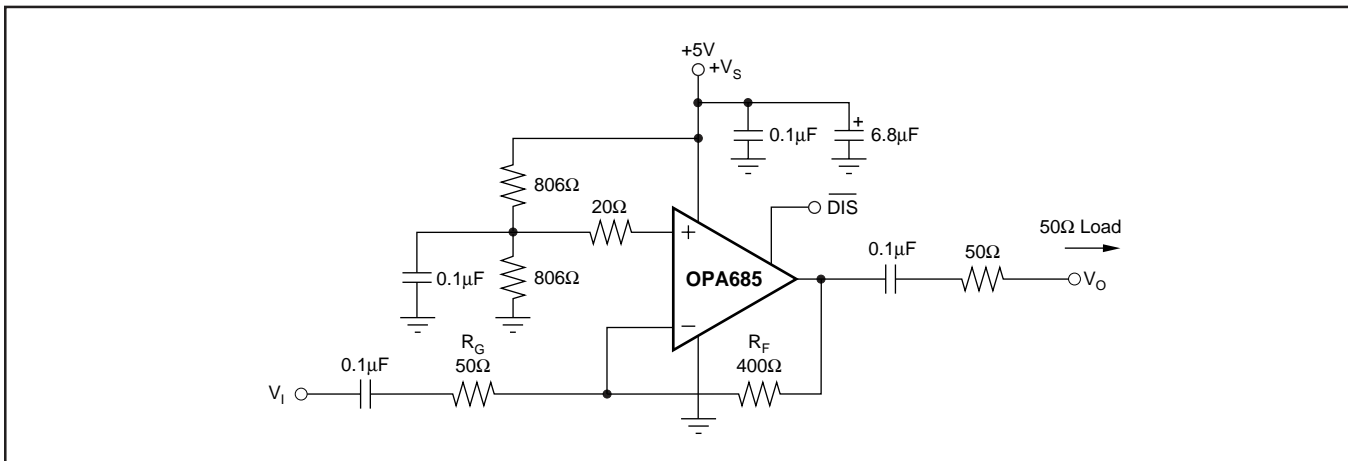 +5V
+V_S
0.1µF
+
6.8µF
806Ω
20Ω
DIS
50Ω Load
+
0.1µF
50Ω
0.1µF
806Ω
OPA685
V_O
−
R_G
R_F
0.1µF
50Ω
400Ω
V_I